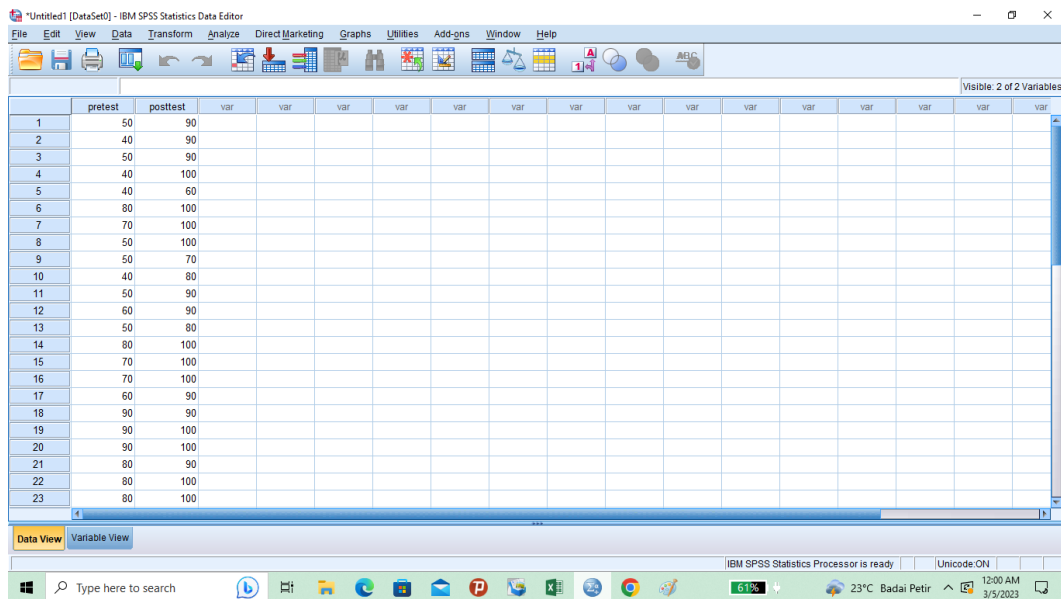 *Untitled1 [DataSet0] - IBM SPSS Statistics Data Editor
File Edit View Data Transform Analyze Direct Marketing Graphs Utilities Add-ons Window Help
Visible: 2 of 2 Variables
pretest posttest var var var var var var var var var var var var var var var
1 50 90
2 40 90
3 50 90
4 40 100
5 40 60
6 80 100
7 70 100
8 50 100
9 50 70
10 40 80
11 50 90
12 60 90
13 50 80
14 80 100
15 70 100
16 70 100
17 60 90
18 90 90
19 90 100
20 90 100
21 80 90
22 80 100
23 80 100
Data View Variable View
IBM SPSS Statistics Processor is ready Unicode:ON
Type here to search 61% 23°C Badai Petir 12:00 AM
3/5/2023